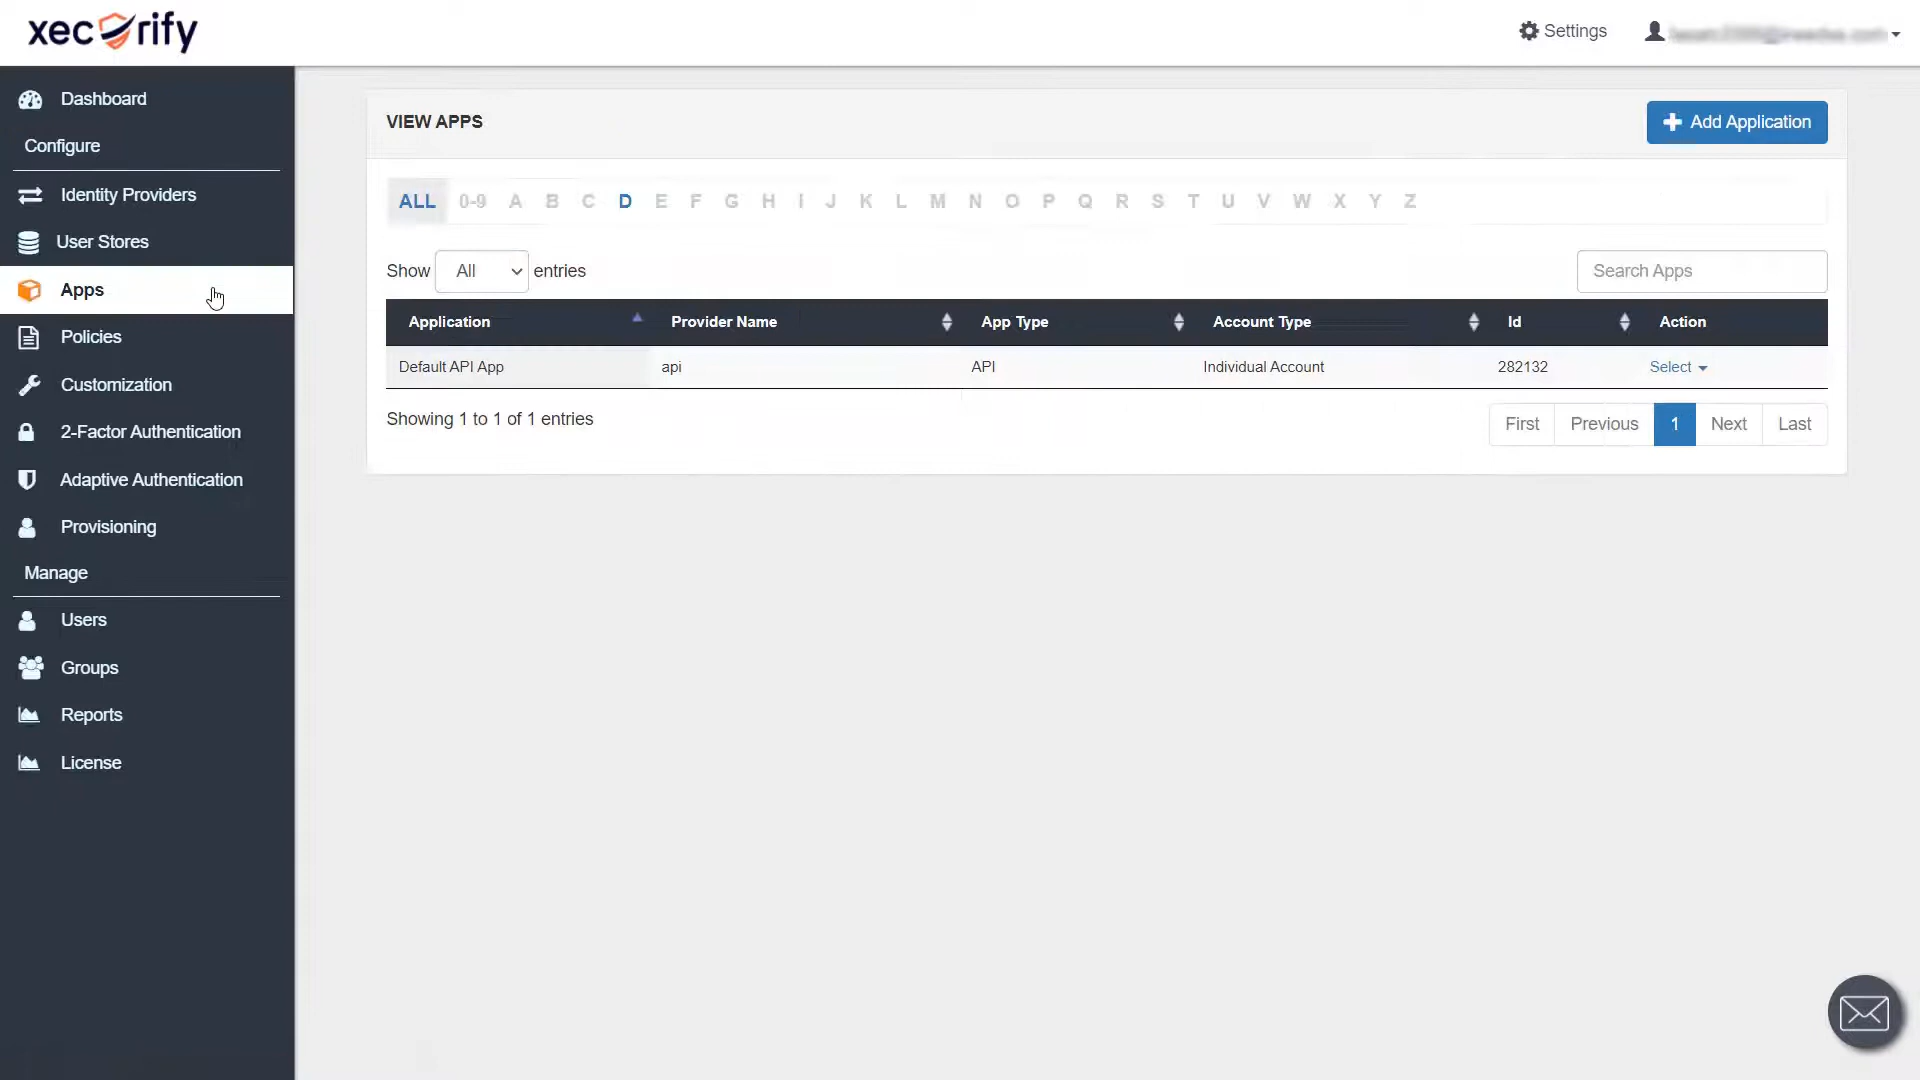 xecurify
Settings
Dashboard
Configure
Identity Providers
User Stores
Apps
Policies
Customization
2-Factor Authentication
Adaptive Authentication
Provisioning
Manage
Users
Groups
Reports
License
VIEW APPS
Add Application
ALL 0-9 A B C D E F G H I J K L M N O P Q R S T U V W X Y Z
Show All entries
Search Apps
Application Provider Name App Type Account Type Id Action
Default API App api API Individual Account 282132 Select
Showing 1 to 1 of 1 entries
First Previous 1 Next Last